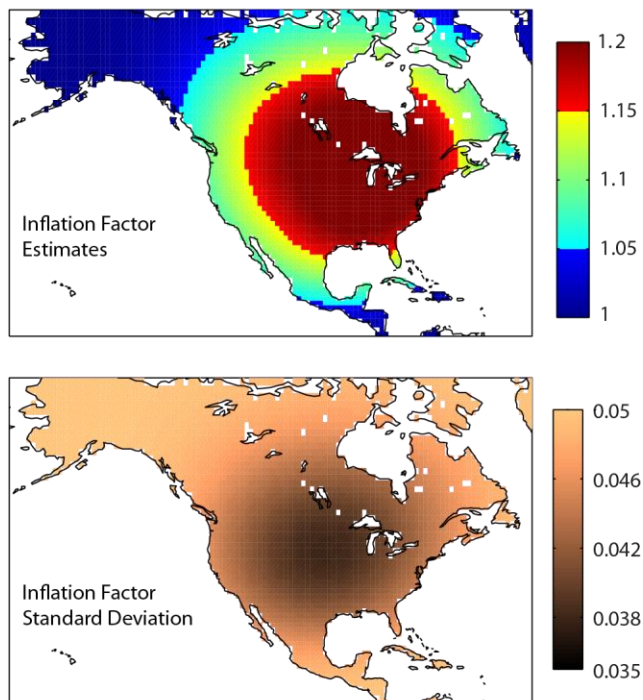 1.2
1.15
1.1
1.05
1
Inflation Factor
Estimates
0.05
0.046
0.042
0.038
0.035
Inflation Factor
Standard Deviation